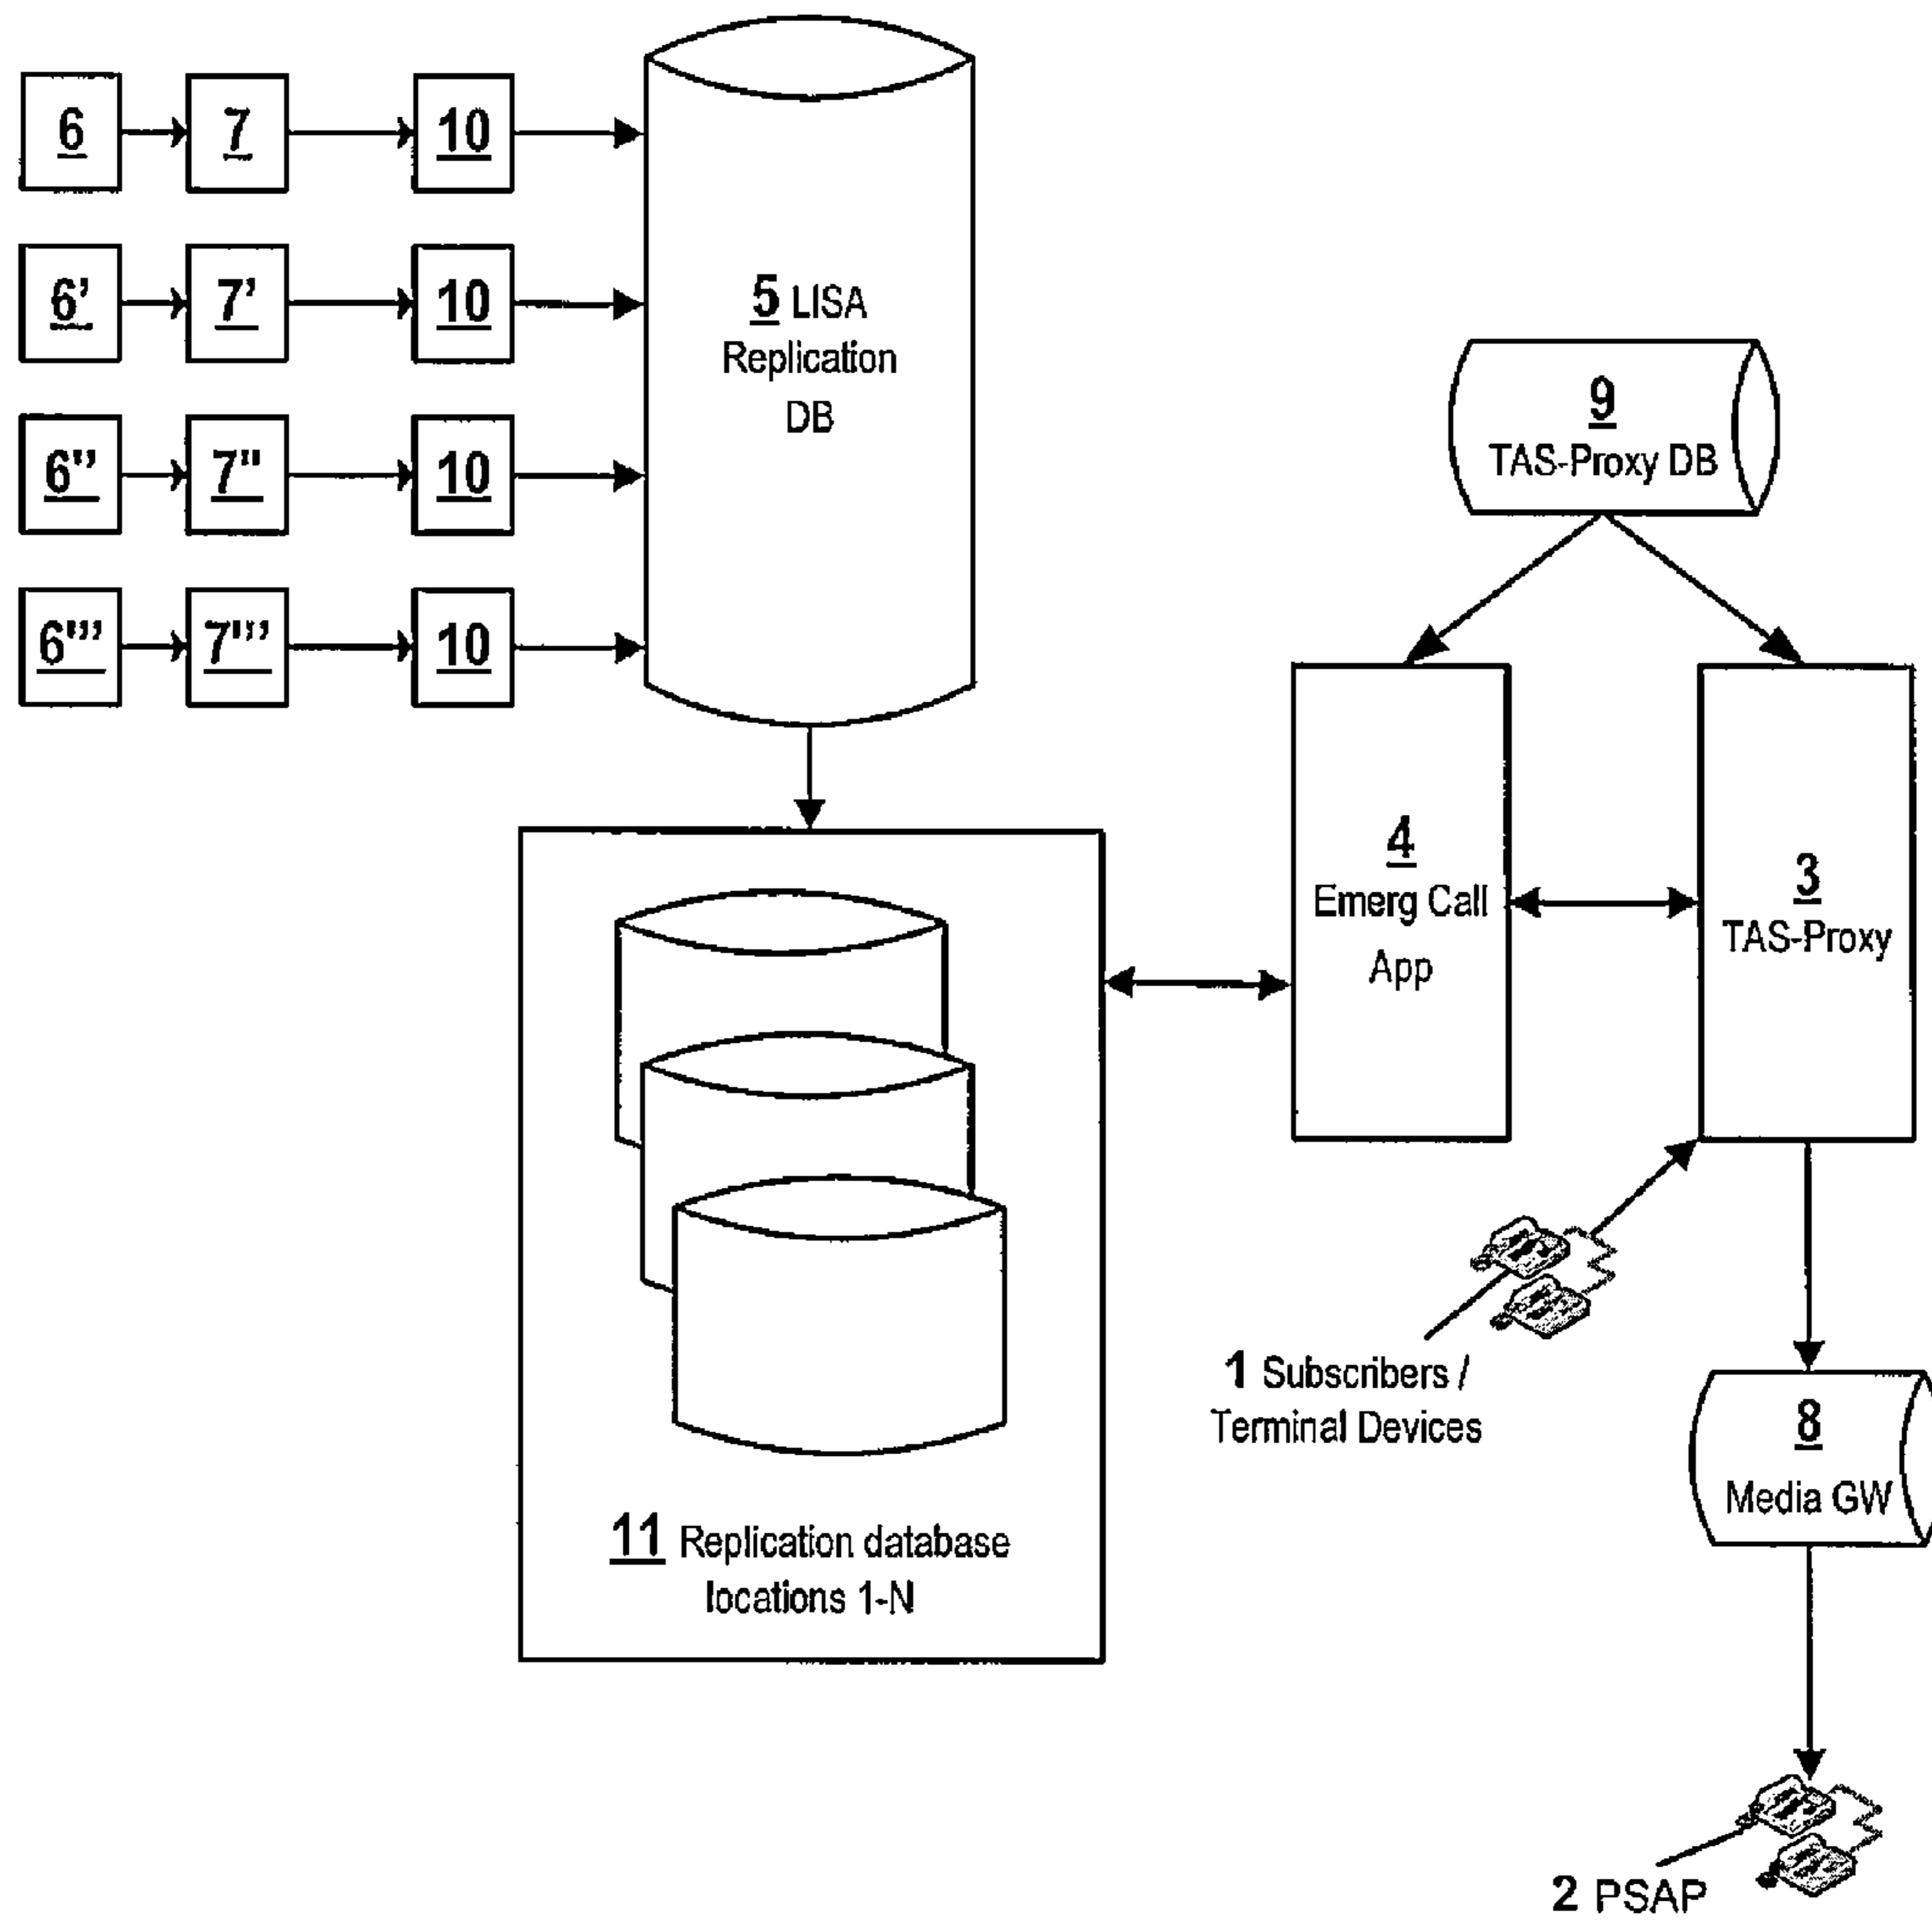 6 7 10
6' 7' 10
6'' 7" 10
6''' 7''' 10
5 LISA
Replication
DB
9
TAS-Proxy DB
4
Emerg Call
App
3
TAS-Proxy
1 Subscribers /
Terminal Devices
8
Media GW
11 Replication database
locations 1-N
2 PSAP